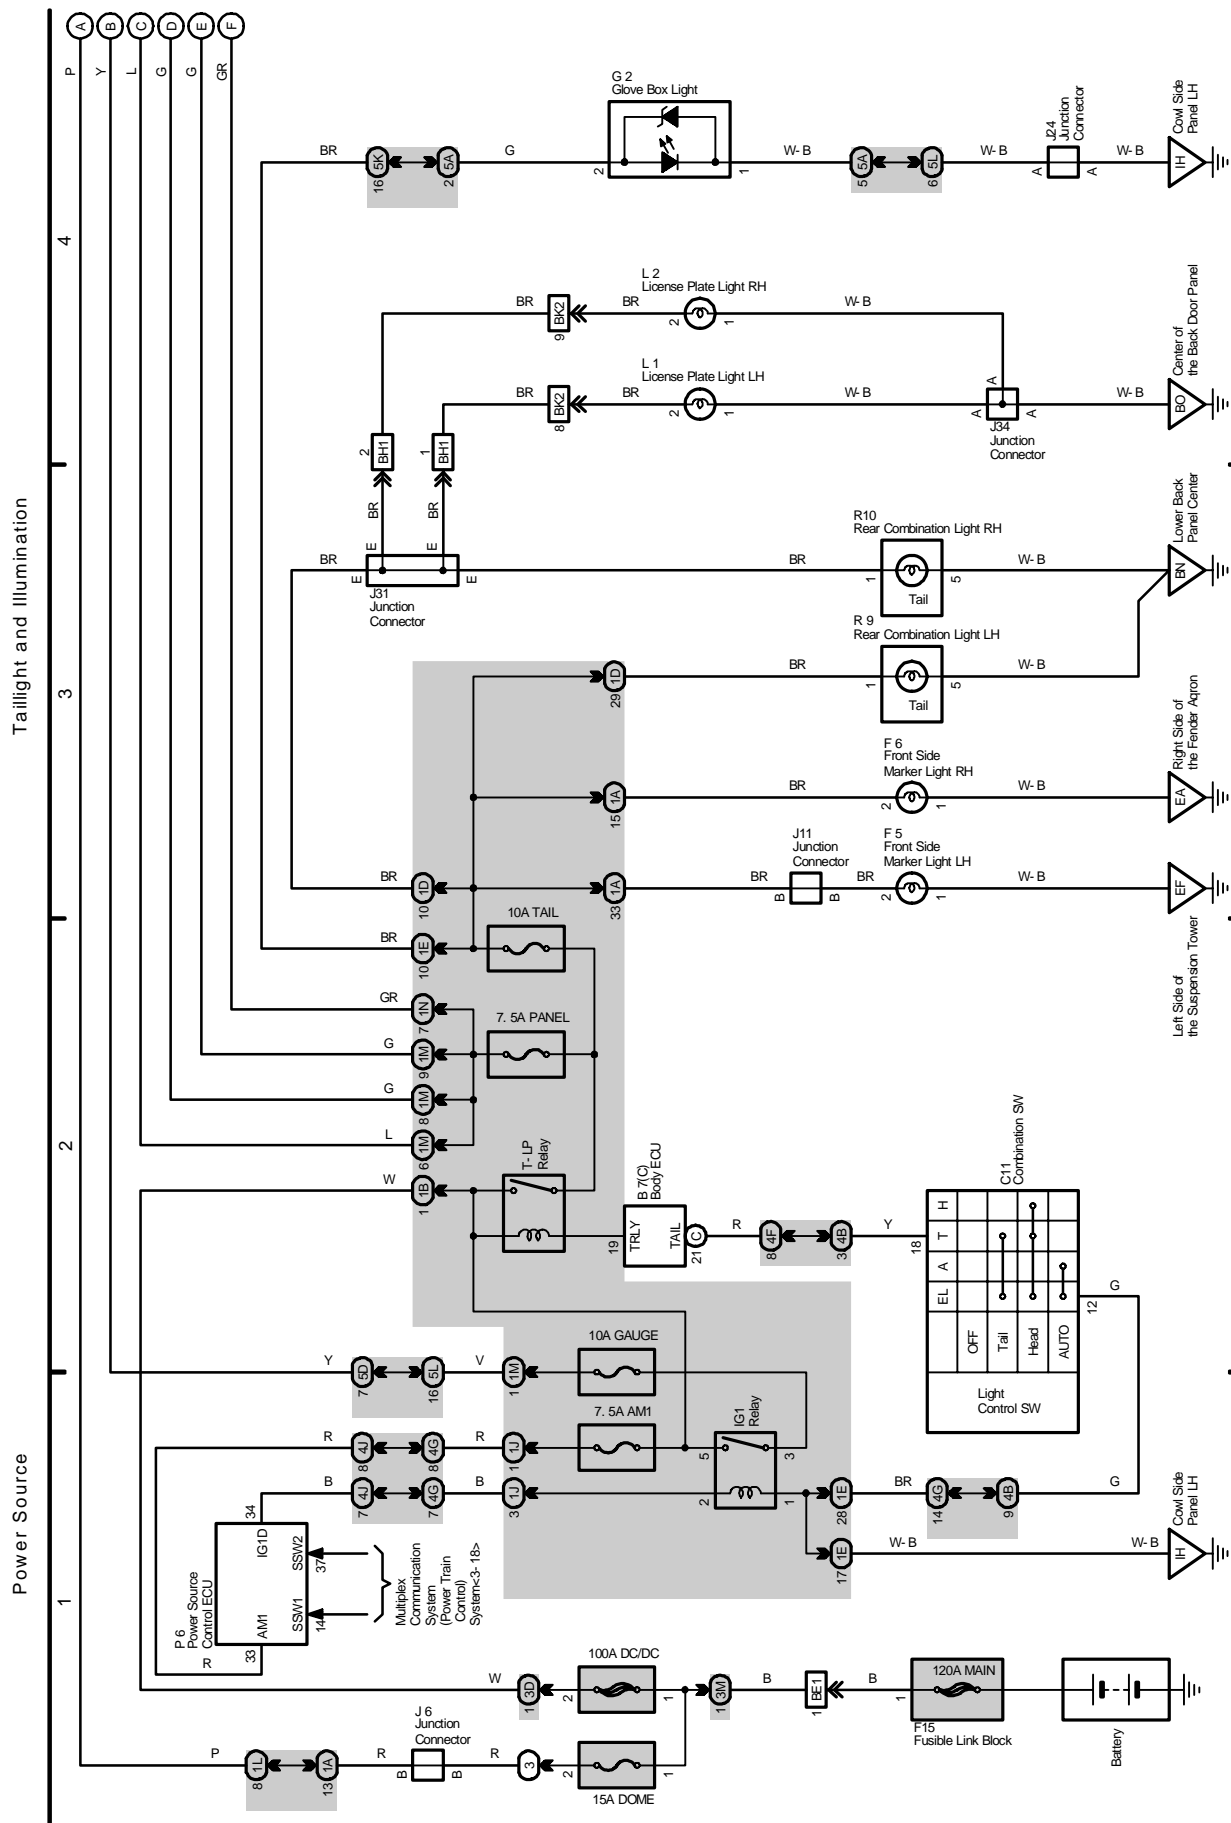 Taillight and Illumination
Power Source
4
3
2
1
A
B
C
D
E
F
P
Y
L
G
G
GR
BR
16
5K
2
5A
G
G 2
Glove Box Light
2
1
W-B
5
5A
6
5L
W-B
J24
Junction
Connector
A
A
W-B
IH
Cowl Side
Panel LH
BR
9
BK2
BR
L 2
License Plate Light RH
2
1
W-B
BR
8
BK2
BR
L 1
License Plate Light LH
2
1
W-B
A
A
A
J34
Junction
Connector
W-B
BO
Center of
the Back Door Panel
2
BH1
1
BH1
BR
BR
BR
E
E
E
E
J31
Junction
Connector
BR
R10
Rear Combination Light RH
1
Tail
5
W-B
BN
Lower Back
Panel Center
29
1D
BR
R 9
Rear Combination Light LH
1
Tail
5
W-B
15
1A
BR
F 6
Front Side
Marker Light RH
2
1
W-B
EA
Right Side of
the Fender Apron
BR
10
1D
33
1A
BR
J11
Junction
Connector
B
B
BR
F 5
Front Side
Marker Light LH
2
1
W-B
EF
Left Side of
the Suspension Tower
BR
10
1E
10A TAIL
GR
7
1N
7. 5A PANEL
G
9
1M
G
8
1M
L
6
1M
W
1
1B
T-LP
Relay
B 7(C)
Body ECU
19
TRLY
TAIL
21
C
R
8
4F
3
4B
Y
18
C11
Combination SW
EL
A
T
H
OFF
Tail
Head
AUTO
Light
Control SW
12
G
Y
7
5D
16
5L
V
1
1M
10A GAUGE
R
8
4J
8
4G
R
1
1J
7. 5A AM1
IG1
Relay
5
3
2
1
B
7
4J
7
4G
B
3
1J
28
1E
BR
14
4G
9
4B
G
17
1E
W-B
W-B
IH
Cowl Side
Panel LH
P 6
Power Source
Control ECU
34
IG1D
AM1
33
R
SSW1
14
SSW2
37
Multiplex
Communication
System
(Power Train
Control)
System<3-18>
W
1
3D
100A DC/DC
2
1
1
3M
B
1
BE1
B
1
120A MAIN
F15
Fusible Link Block
Battery
P
8
1L
13
1A
R
J 6
Junction
Connector
B
B
R
3
2
1
15A DOME